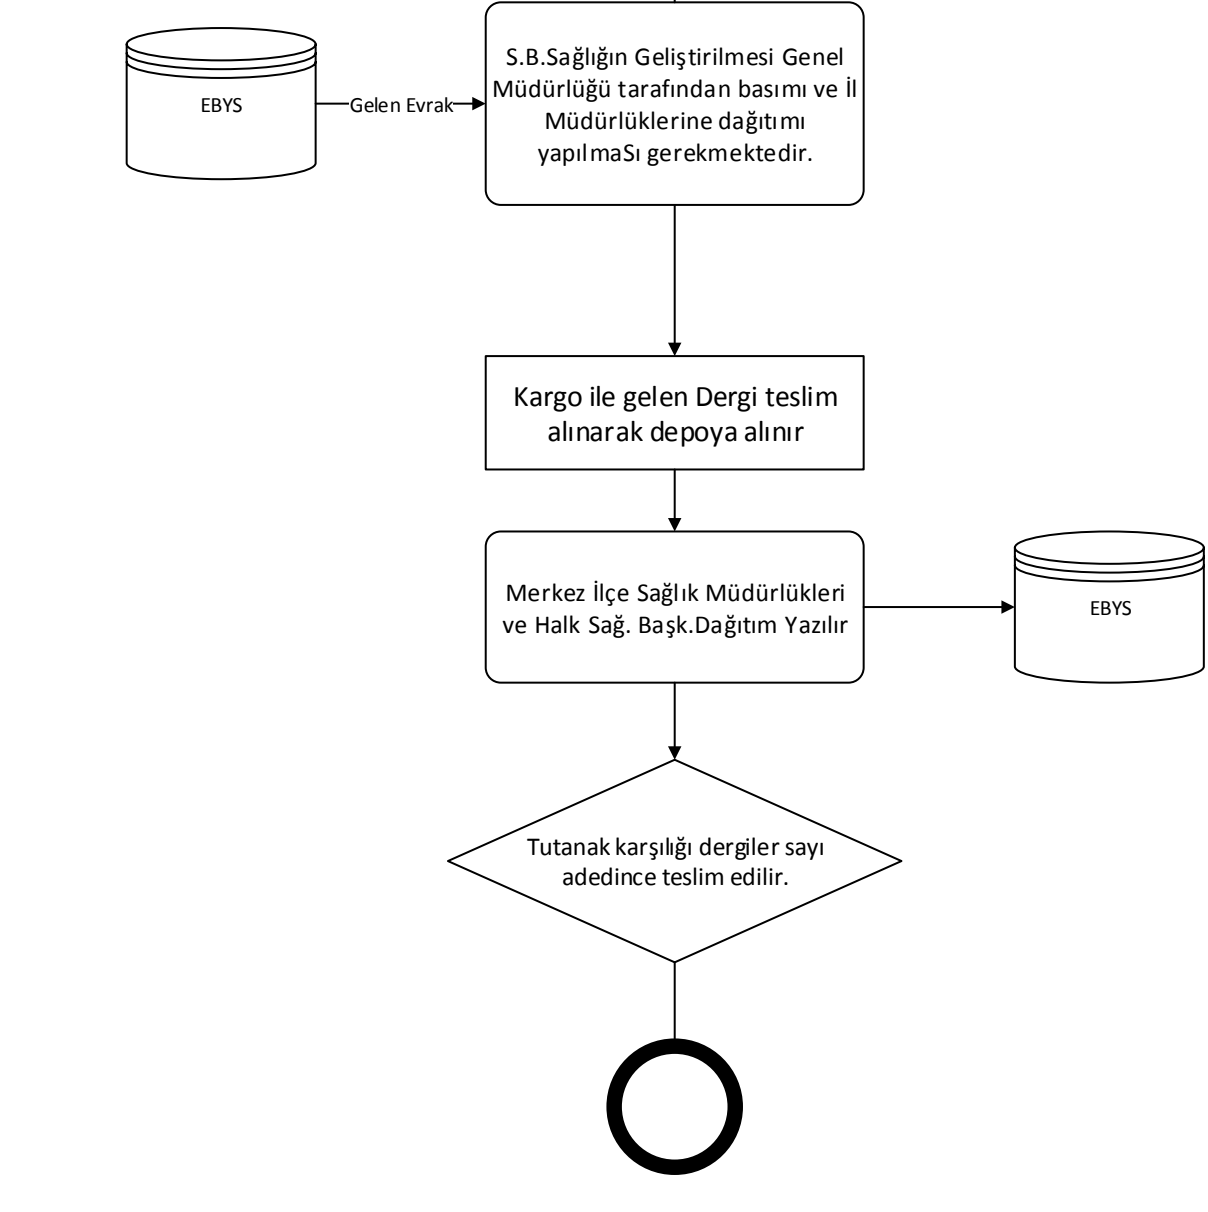 S.B.Sağlığın Geliştirilmesi Genel
Müdürlüğü tarafından basımı ve İl
Müdürlüklerine dağıtımı
yapılmaSı gerekmektedir.
EBYS
Gelen Evrak
Kargo ile gelen Dergi teslim
alınarak depoya alınır
Merkez İlçe Sağlık Müdürlükleri
ve Halk Sağ. Başk.Dağıtım Yazılır
EBYS
Tutanak karşılığı dergiler sayı
adedince teslim edilir.